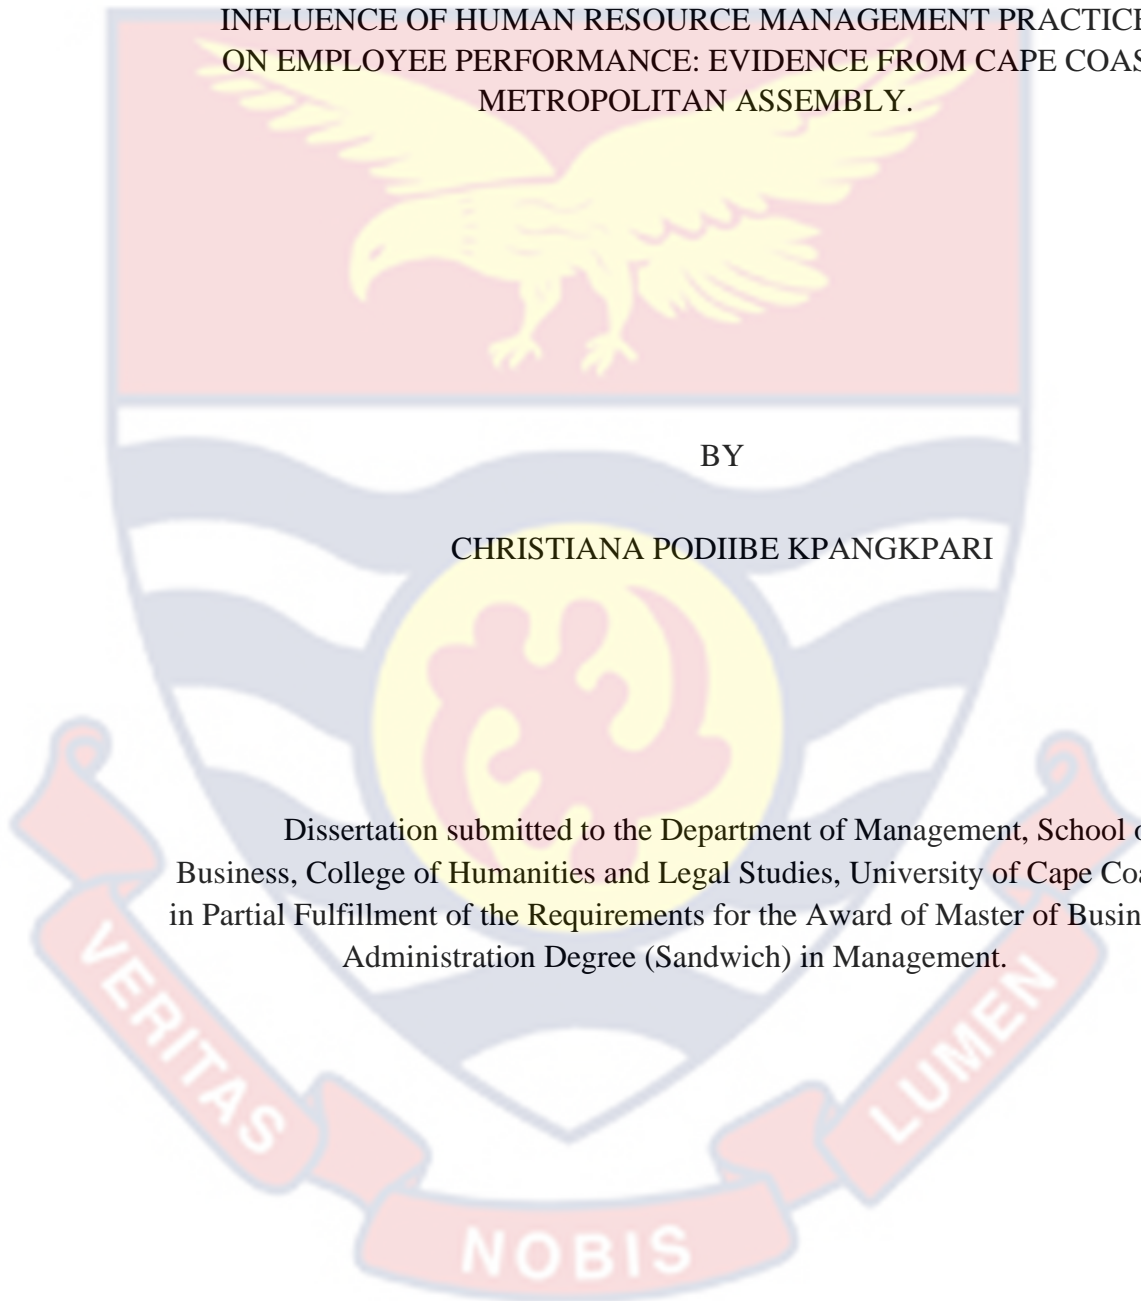 INFLUENCE OF HUMAN RESOURCE MANAGEMENT PRACTICE
ON EMPLOYEE PERFORMANCE: EVIDENCE FROM CAPE COAS
METROPOLITAN ASSEMBLY.
BY
CHRISTIANA PODIIBE KPANGKPARI
Dissertation submitted to the Department of Management, School o
Business, College of Humanities and Legal Studies, University of Cape Coa
in Partial Fulfillment of the Requirements for the Award of Master of Busin
Administration Degree (Sandwich) in Management.
VERITAS
NOBIS
LUMEN